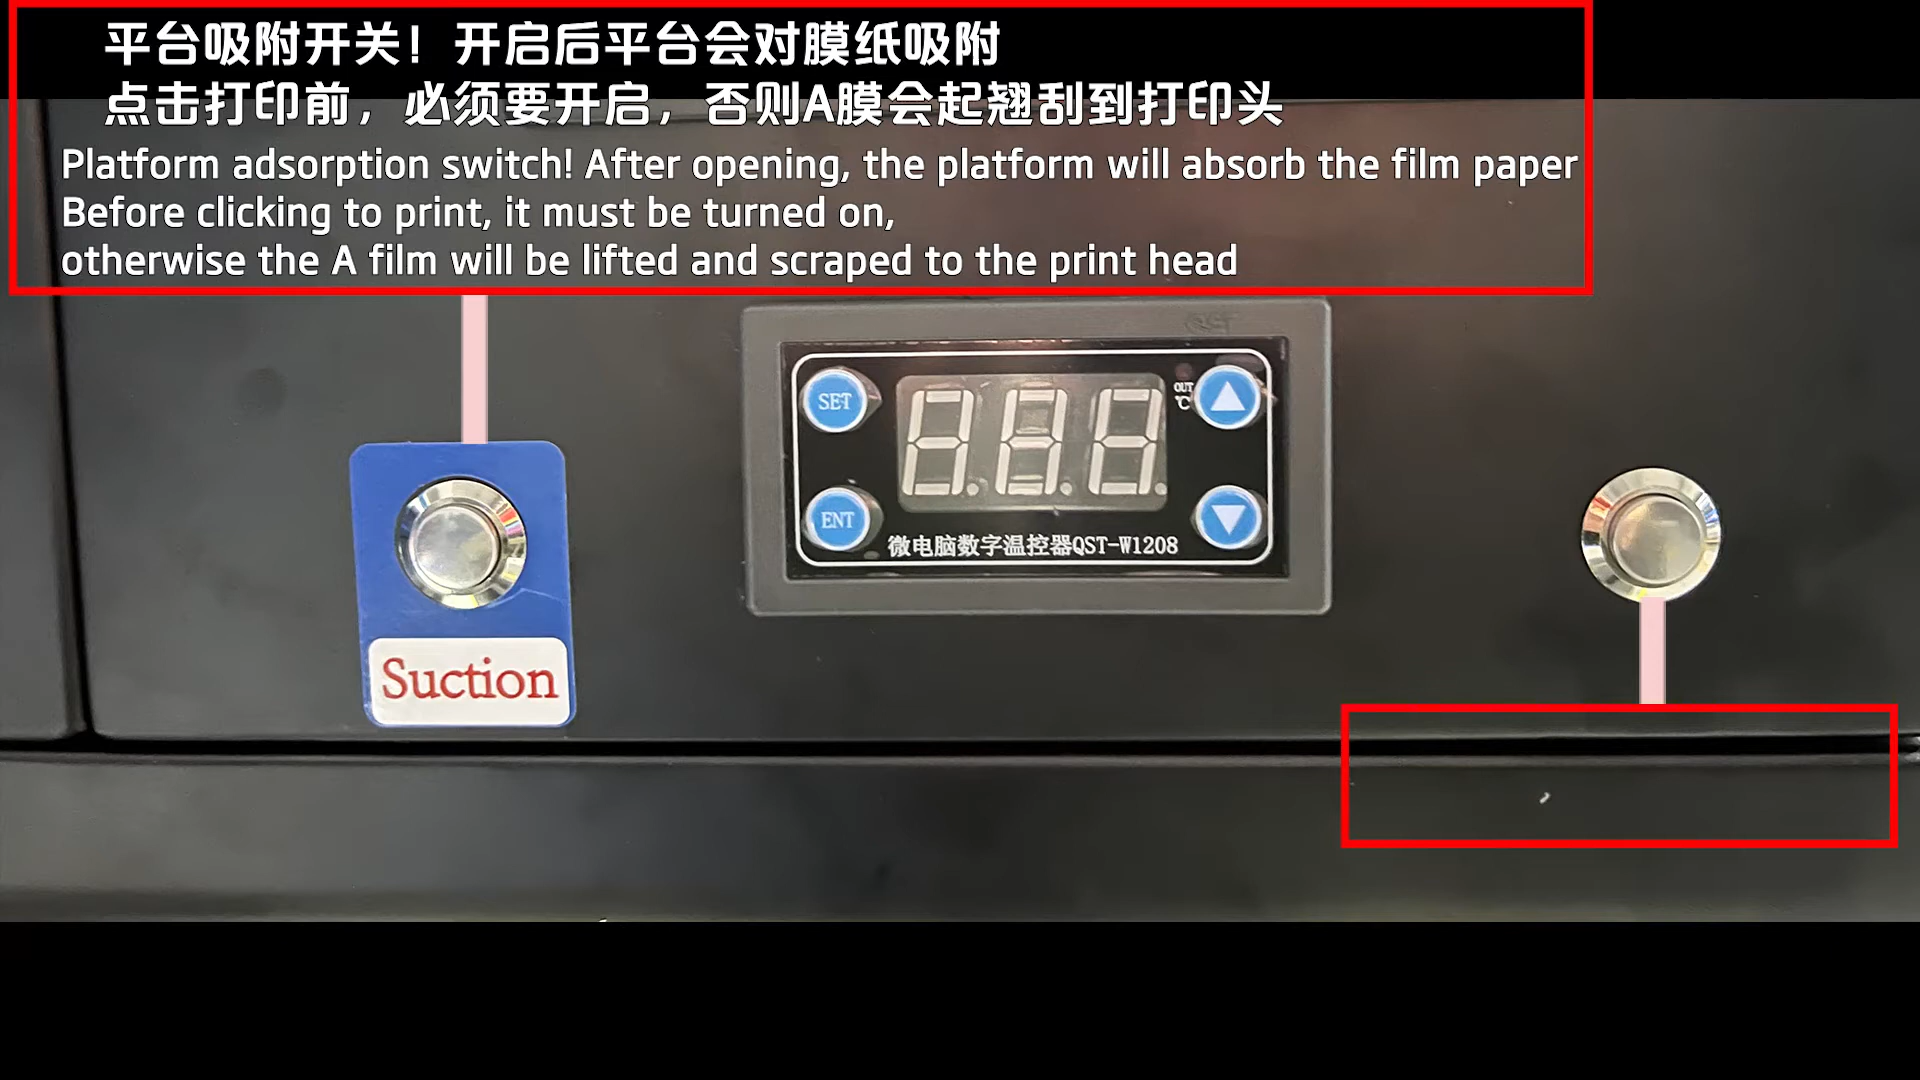 平台吸附开关！开启后平台会对膜纸吸附
点击打印前，必须要开启，否则A膜会起翘刮到打印头
Platform adsorption switch! After opening, the platform will absorb the film paper
Before clicking to print, it must be turned on,
otherwise the A film will be lifted and scraped to the print head
QST
SET
OUT
℃
ENT
微电脑数字温控器QST-W1208
Suction